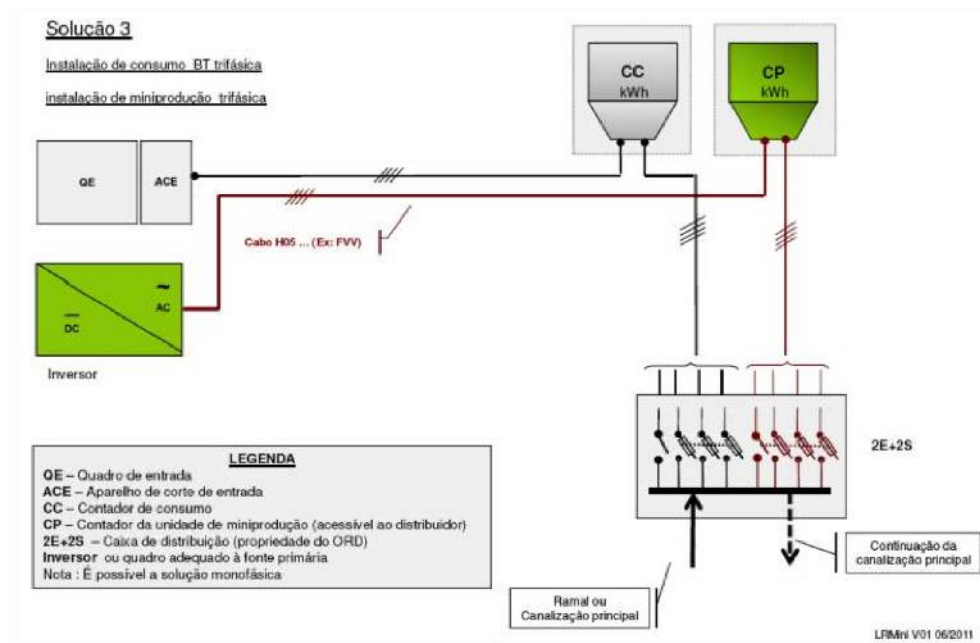 Solução 3
Instalação de consumo BT trifásica
instalação de miniprodução trifásica
CC
kWh
CP
kWh
QE
ACE
Cabo H05 ... (Ex: FVV)
~
AC
DC
Inversor
2E+2S
LEGENDA
QE – Quadro de entrada
ACE – Aparelho de corte de entrada
CC – Contador de consumo
CP – Contador da unidade de miniprodução (acessível ao distribuidor)
2E+2S – Caixa de distribuição (propriedade do ORD)
Inversor ou quadro adequado à fonte primária
Nota : É possível a solução monofásica
Continuação da
canalização principal
Ramal ou
Canalização principal
LRMini V01 06/2011